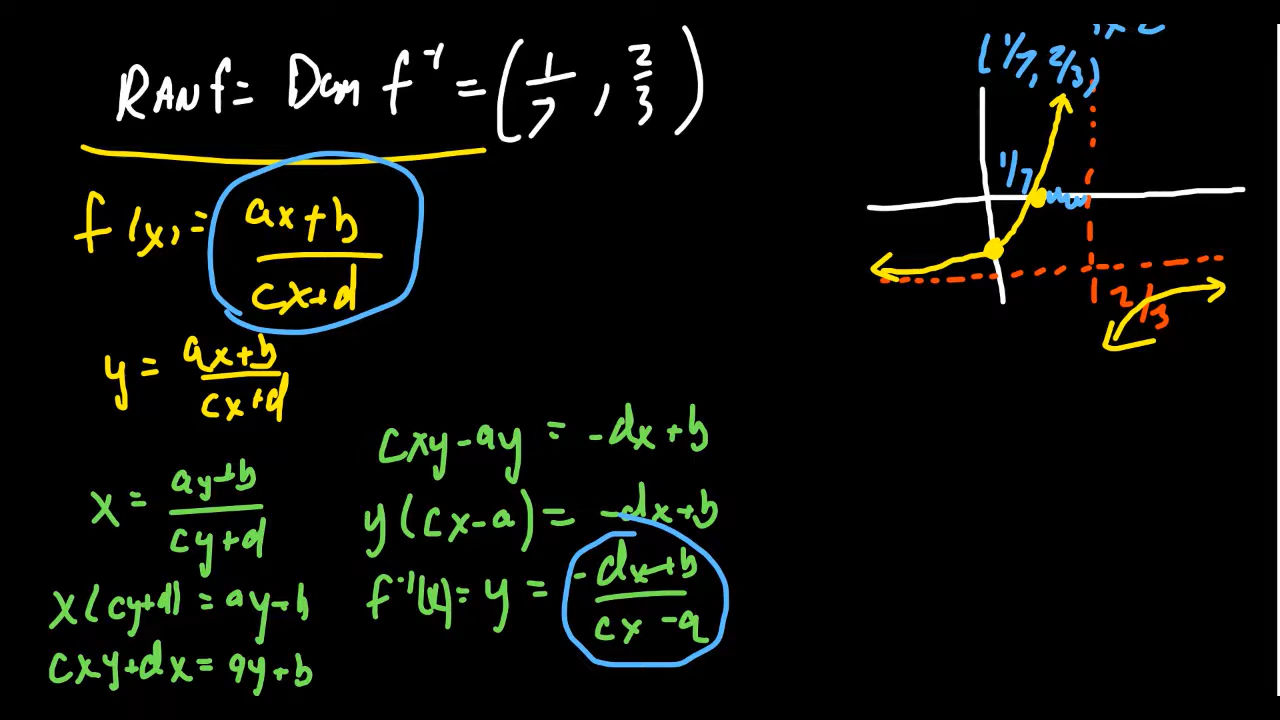 RANf = Dom f⁻¹ = (1/7, 2/3)
f(x) = ax+b/cx+d
y = ax+b/cx+d
x = ay+b/cy+d
x(cy+d) = ay+b
cxy+dx = ay+b
cxy-ay = -dx+b
y(cx-a) = -dx+b
f⁻¹(x) = y = -dx+b/cx-a
(1/7, 2/3)
1/7
2/3